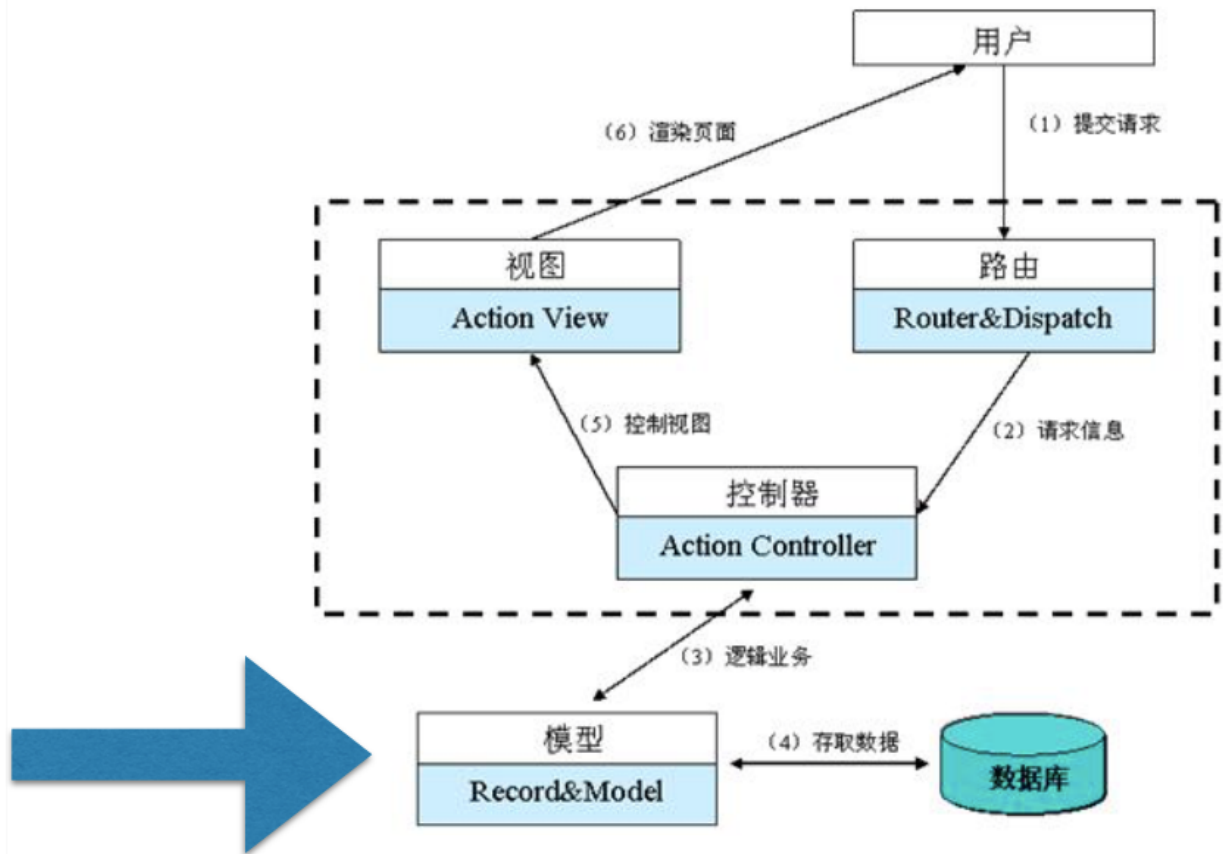 用户
(6) 渲染页面
(1) 提交请求
视图
Action View
路由
Router&Dispatch
(5) 控制视图
(2) 请求信息
控制器
Action Controller
(3) 逻辑业务
模型
Record&Model
(4) 存取数据
数据库